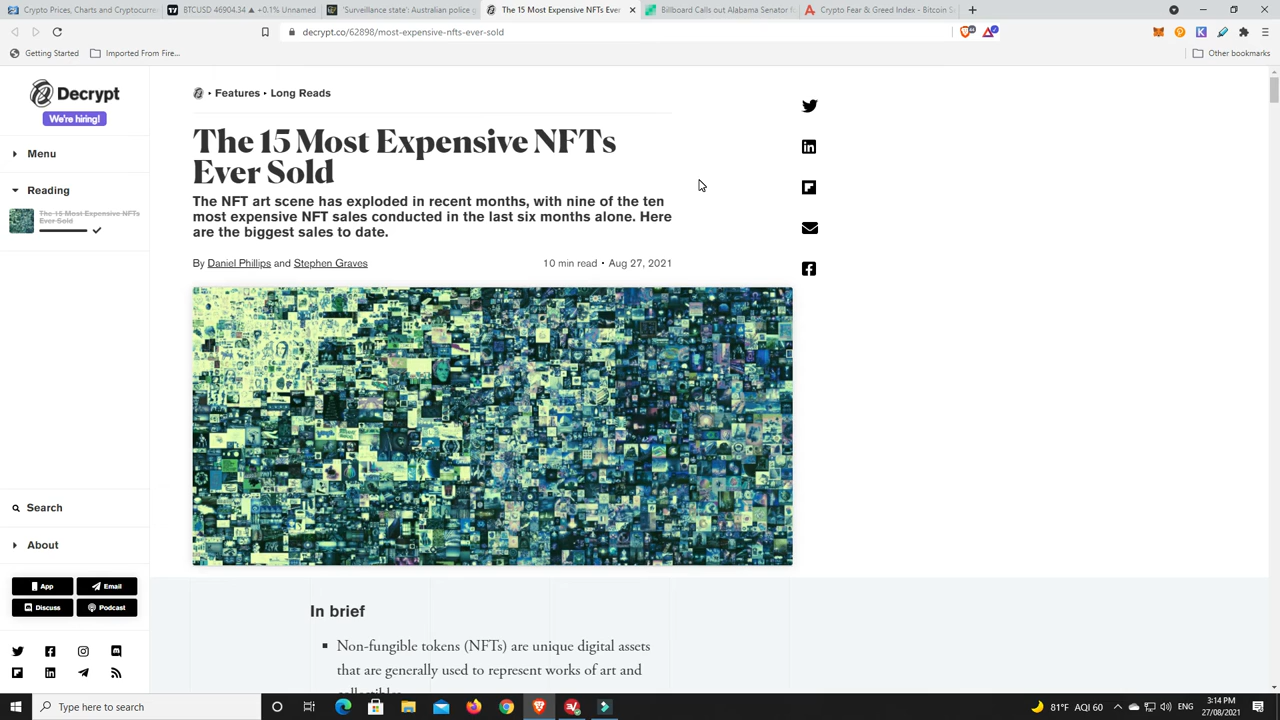 Crypto Prices, Charts and Cryptocurr
BTCUSD 46904.34 ▲ +0.1% Unnamed
'Surveillance state': Australian police g
The 15 Most Expensive NFTs Ever
Billboard Calls out Alabama Senator f
Crypto Fear & Greed Index - Bitcoin S
decrypt.co/62898/most-expensive-nfts-ever-sold
Getting Started
Imported From Fire...
Other bookmarks
Decrypt
We're hiring!
Menu
Reading
The 15 Most Expensive NFTs
Ever Sold
Search
About
App
Email
Discuss
Podcast
Features
Long Reads
The 15 Most Expensive NFTs
Ever Sold
The NFT art scene has exploded in recent months, with nine of the ten
most expensive NFT sales conducted in the last six months alone. Here
are the biggest sales to date.
By Daniel Phillips and Stephen Graves
10 min read • Aug 27, 2021
In brief
Non-fungible tokens (NFTs) are unique digital assets
that are generally used to represent works of art and
collectibles
Type here to search
81°F AQI 60
ENG
3:14 PM
27/08/2021